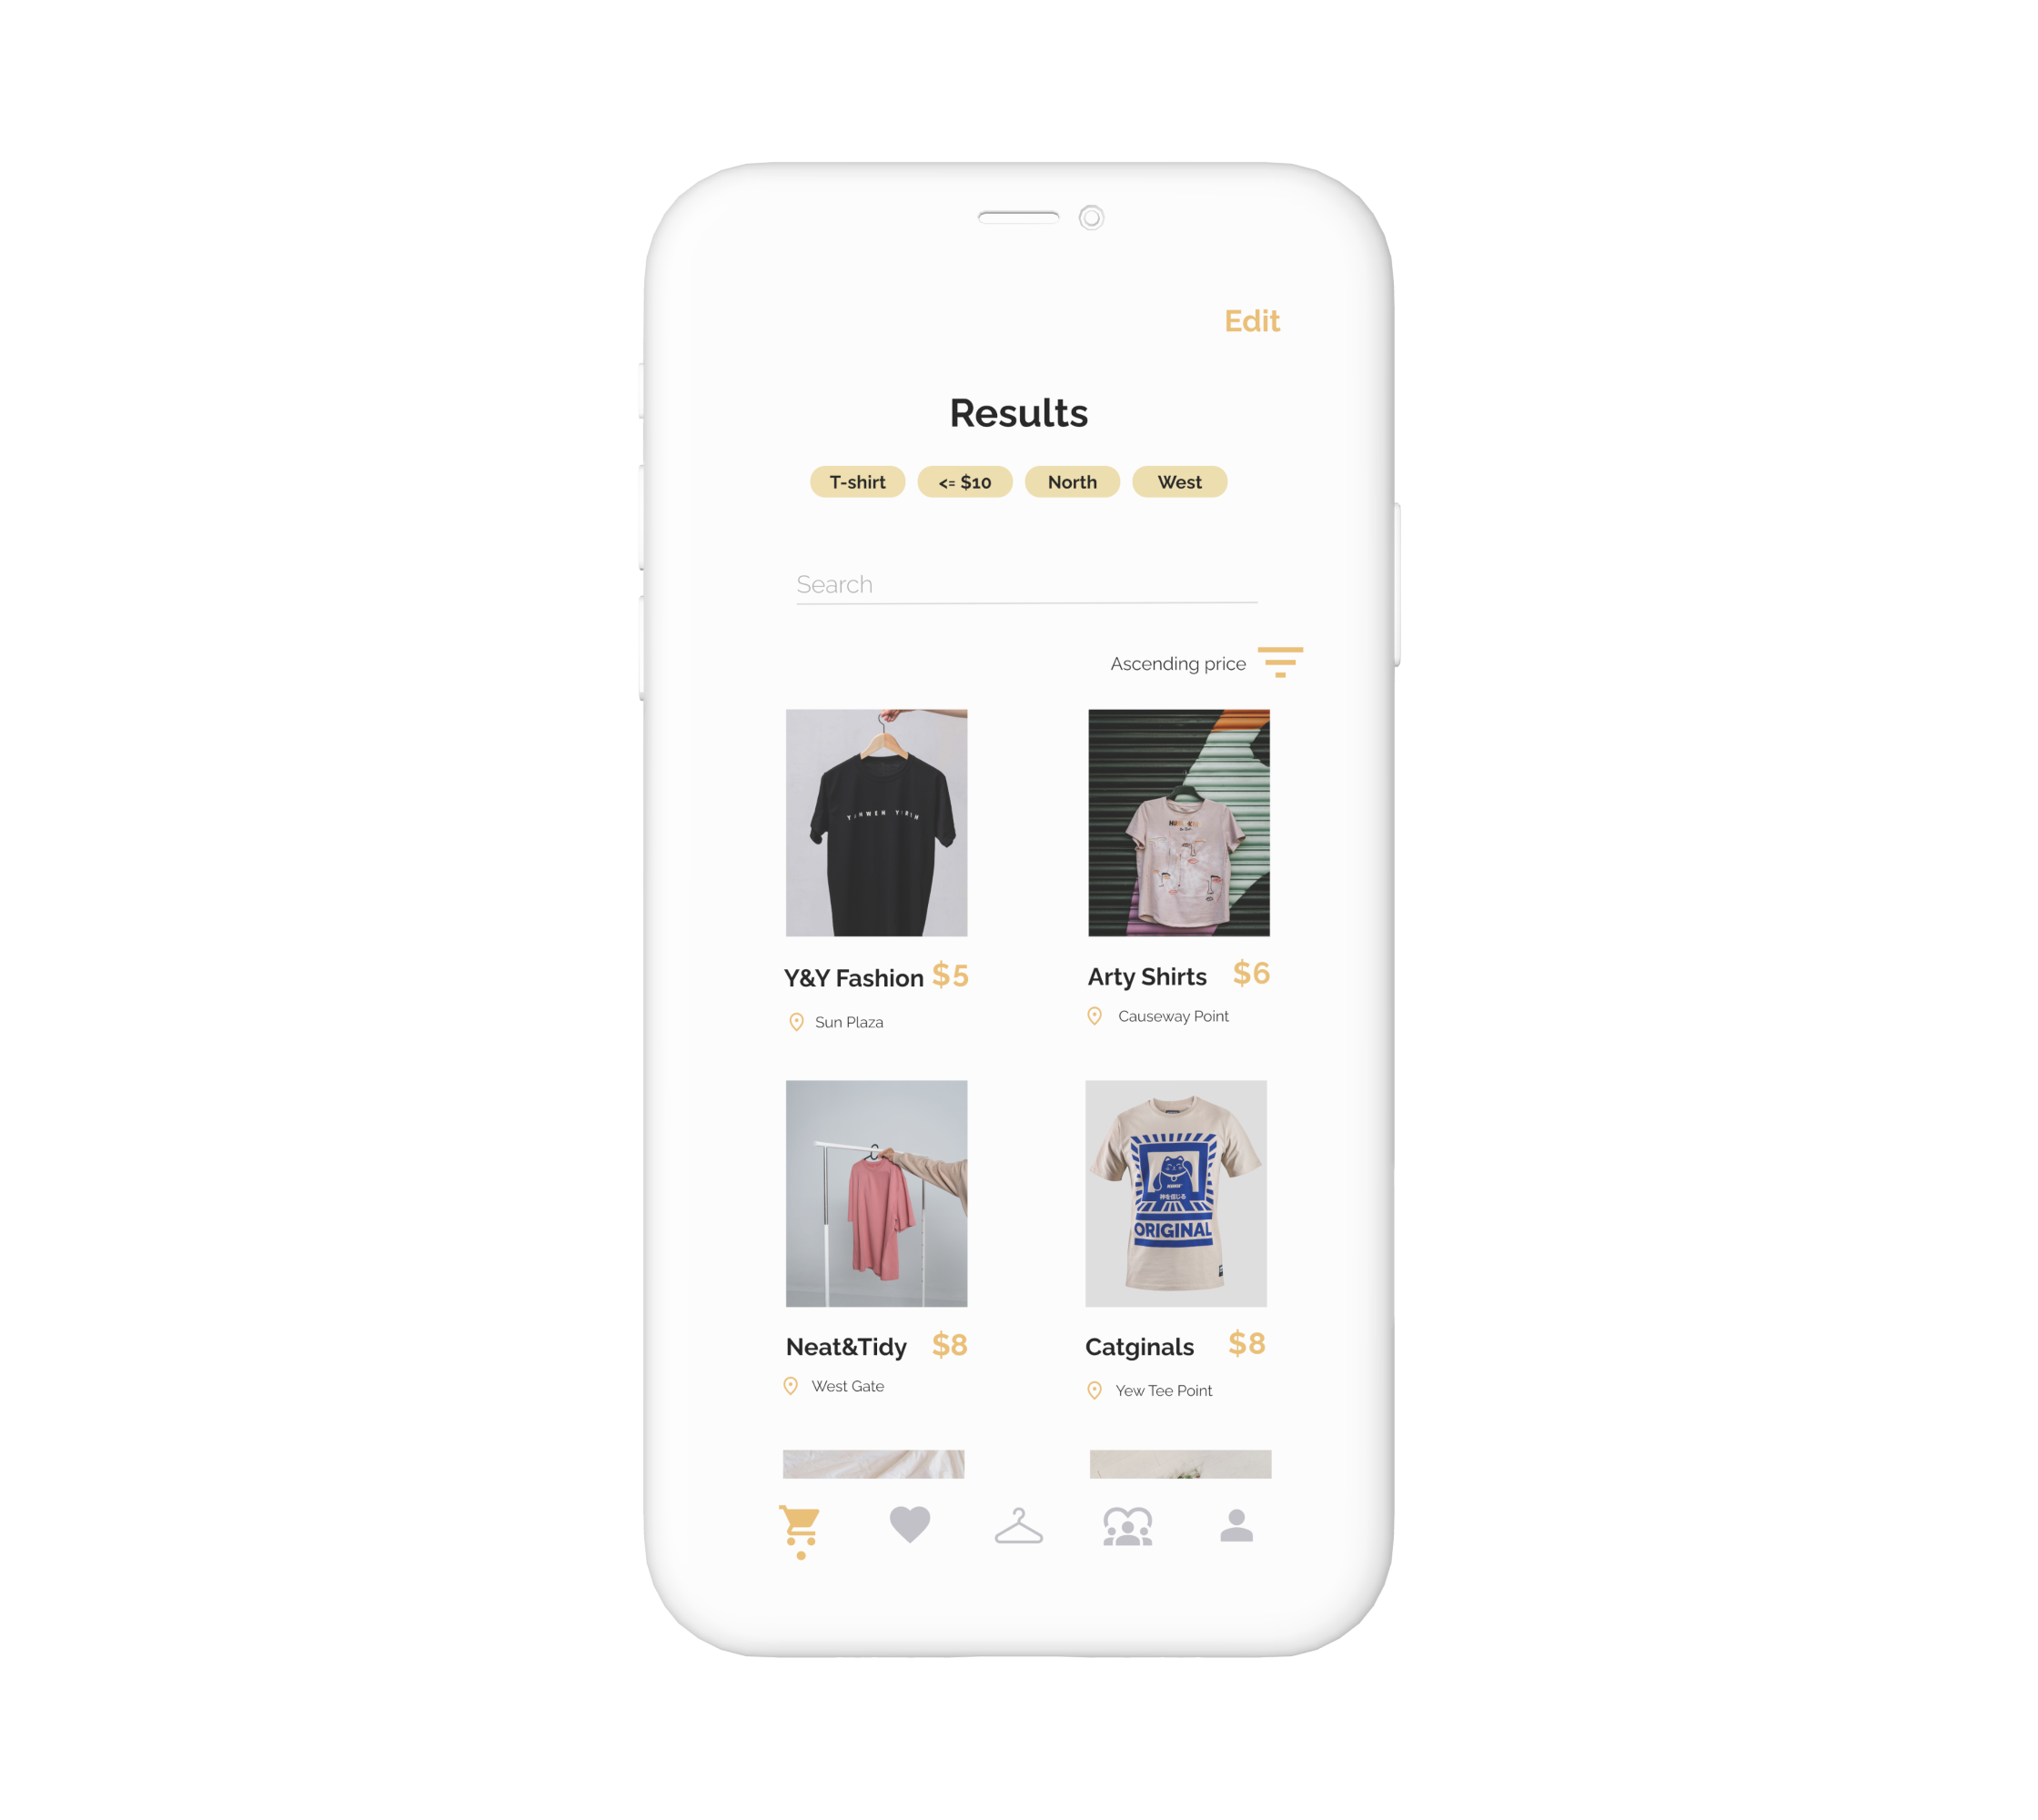 Edit
Results
T-shirt <= $10 North West
Search
Ascending price
ORIGINAL
Y&Y Fashion $5
Sun Plaza
Arty Shirts $6
Causeway Point
Neat&Tidy $8
West Gate
Catginals $8
Yew Tee Point